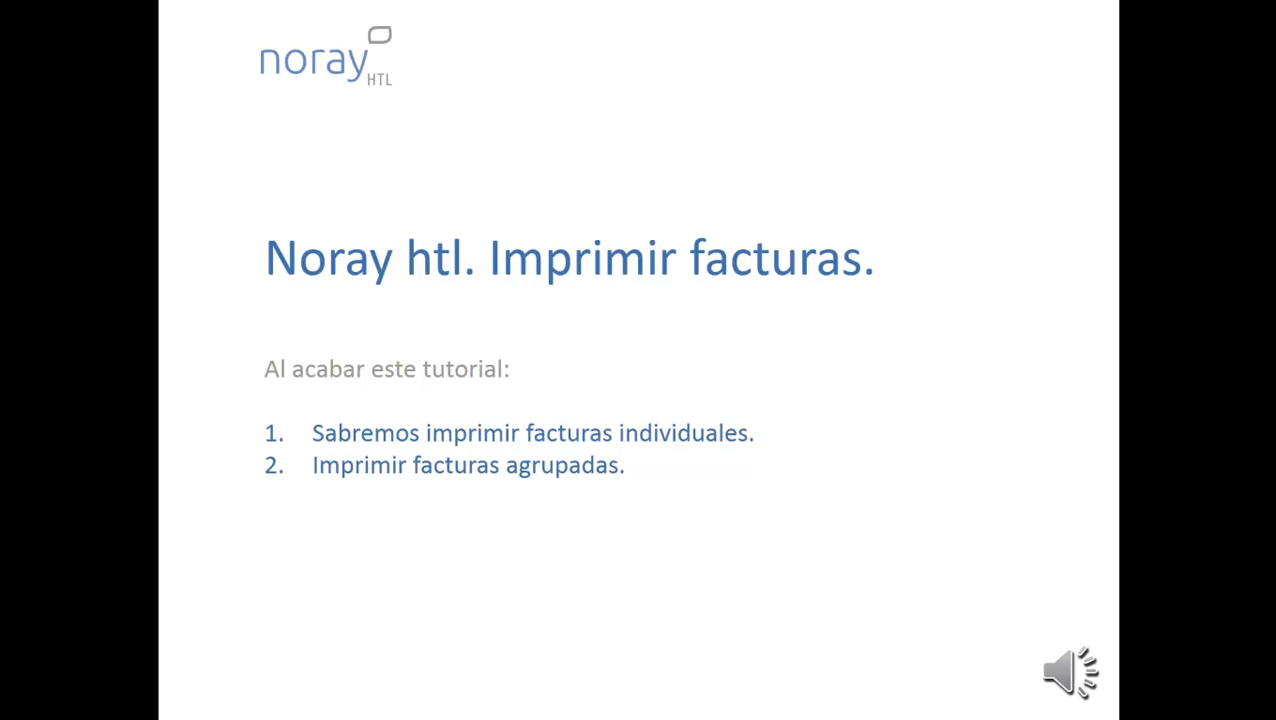 noray
HTL
Noray htl. Imprimir facturas.
Al acabar este tutorial:
1. Sabremos imprimir facturas individuales.
2. Imprimir facturas agrupadas.